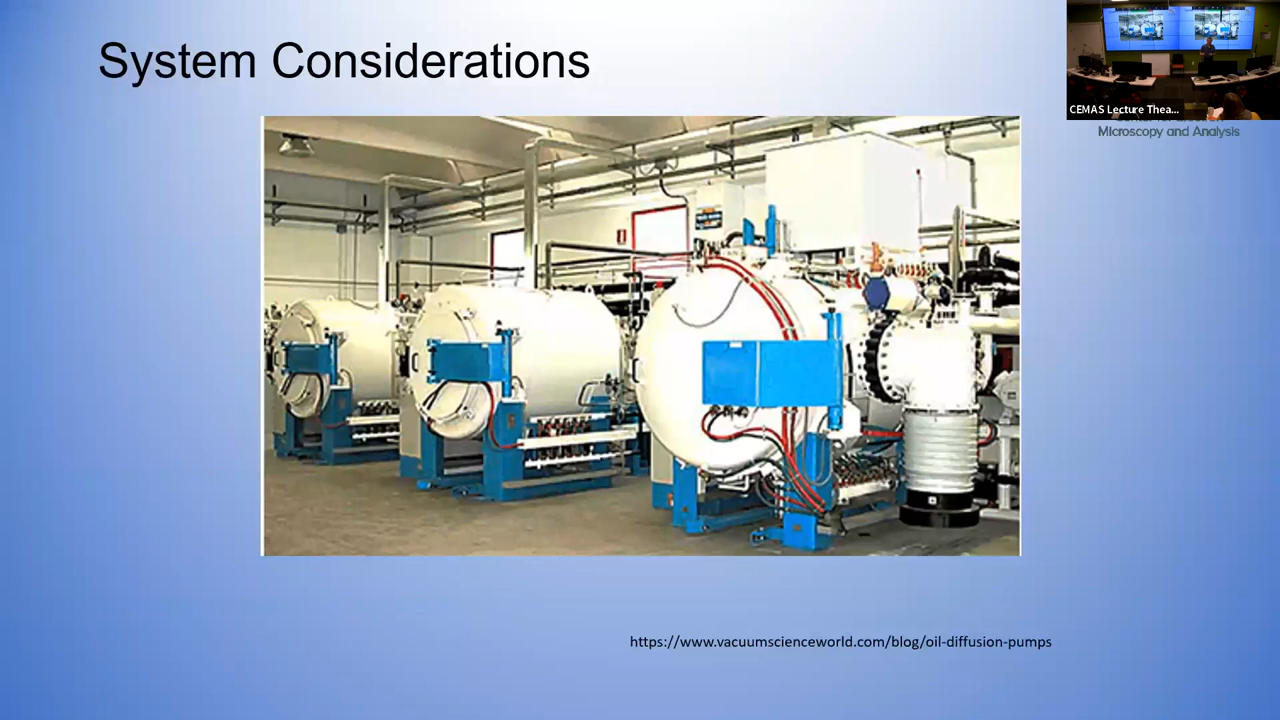 System Considerations
CEMAS Lecture Thea...
Microscopy and Analysis
https://www.vacuumscienceworld.com/blog/oil-diffusion-pumps